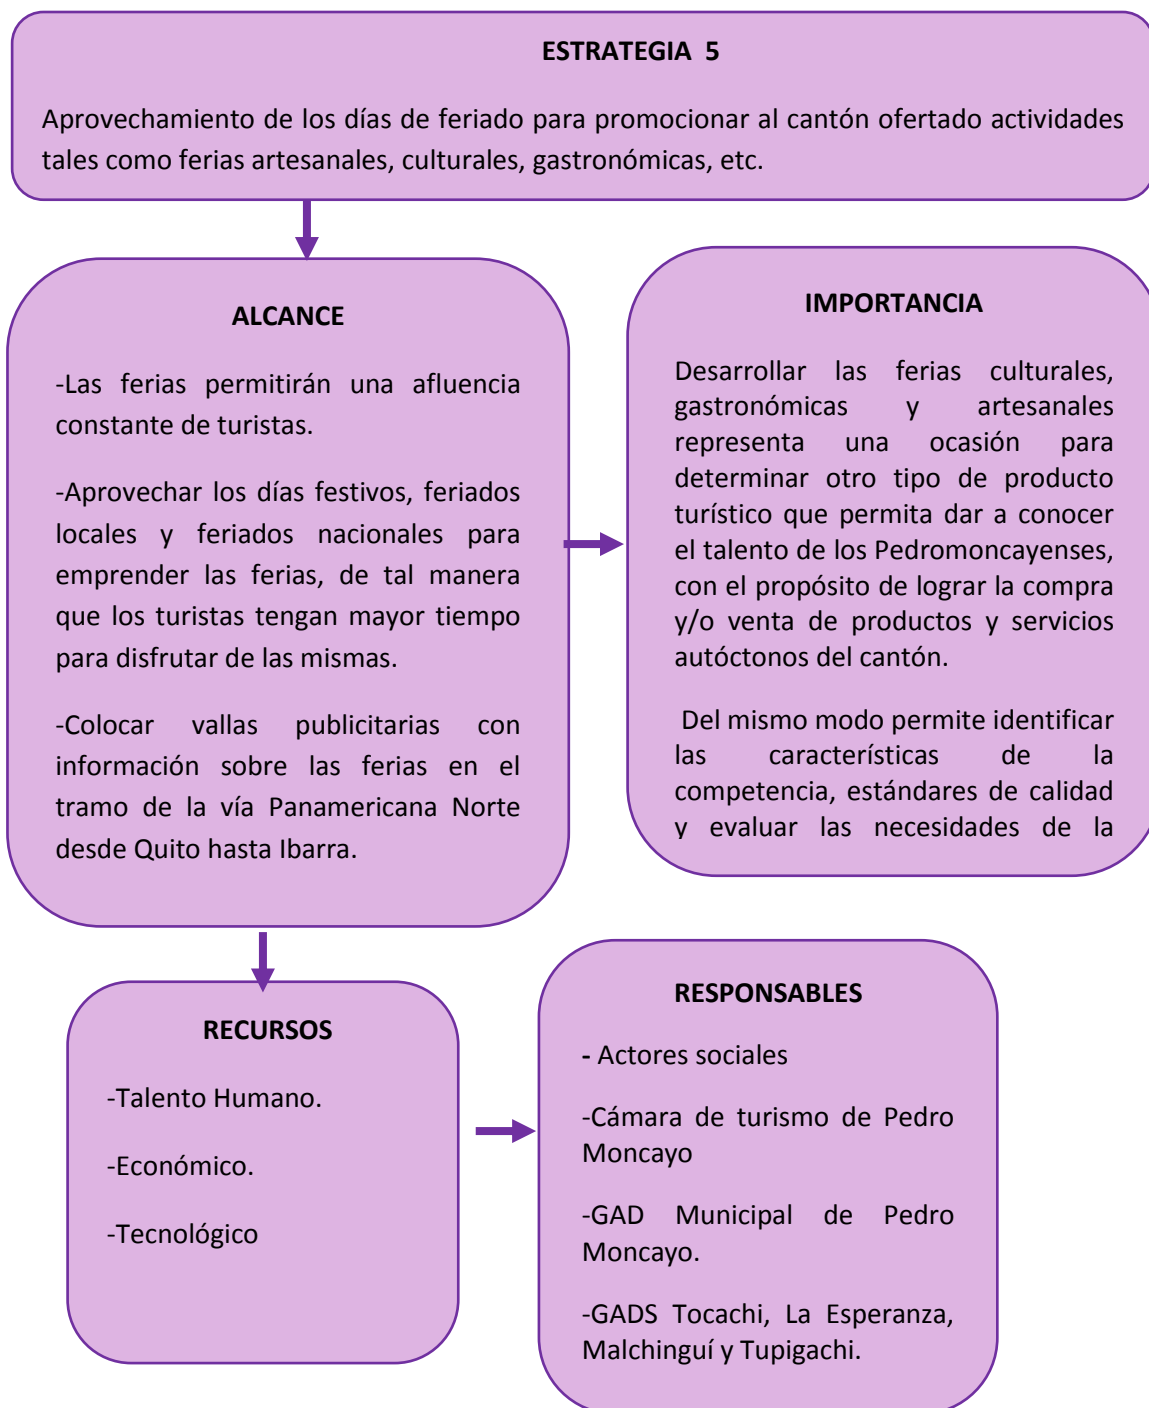 ESTRATEGIA 5
Aprovechamiento de los días de feriado para promocionar al cantón ofertado actividades
tales como ferias artesanales, culturales, gastronómicas, etc.
ALCANCE
-Las ferias permitirán una afluencia
constante de turistas.
-Aprovechar los días festivos, feriados
locales y feriados nacionales para
emprender las ferias, de tal manera
que los turistas tengan mayor tiempo
para disfrutar de las mismas.
-Colocar vallas publicitarias con
información sobre las ferias en el
tramo de la vía Panamericana Norte
desde Quito hasta Ibarra.
IMPORTANCIA
Desarrollar las ferias culturales,
gastronómicas y artesanales
representa una ocasión para
determinar otro tipo de producto
turístico que permita dar a conocer
el talento de los Pedromoncayenses,
con el propósito de lograr la compra
y/o venta de productos y servicios
autóctonos del cantón.
Del mismo modo permite identificar
las características de la
competencia, estándares de calidad
y evaluar las necesidades de la
RECURSOS
-Talento Humano.
-Económico.
-Tecnológico
RESPONSABLES
- Actores sociales
-Cámara de turismo de Pedro
Moncayo
-GAD Municipal de Pedro
Moncayo.
-GADS Tocachi, La Esperanza,
Malchinguí y Tupigachi.